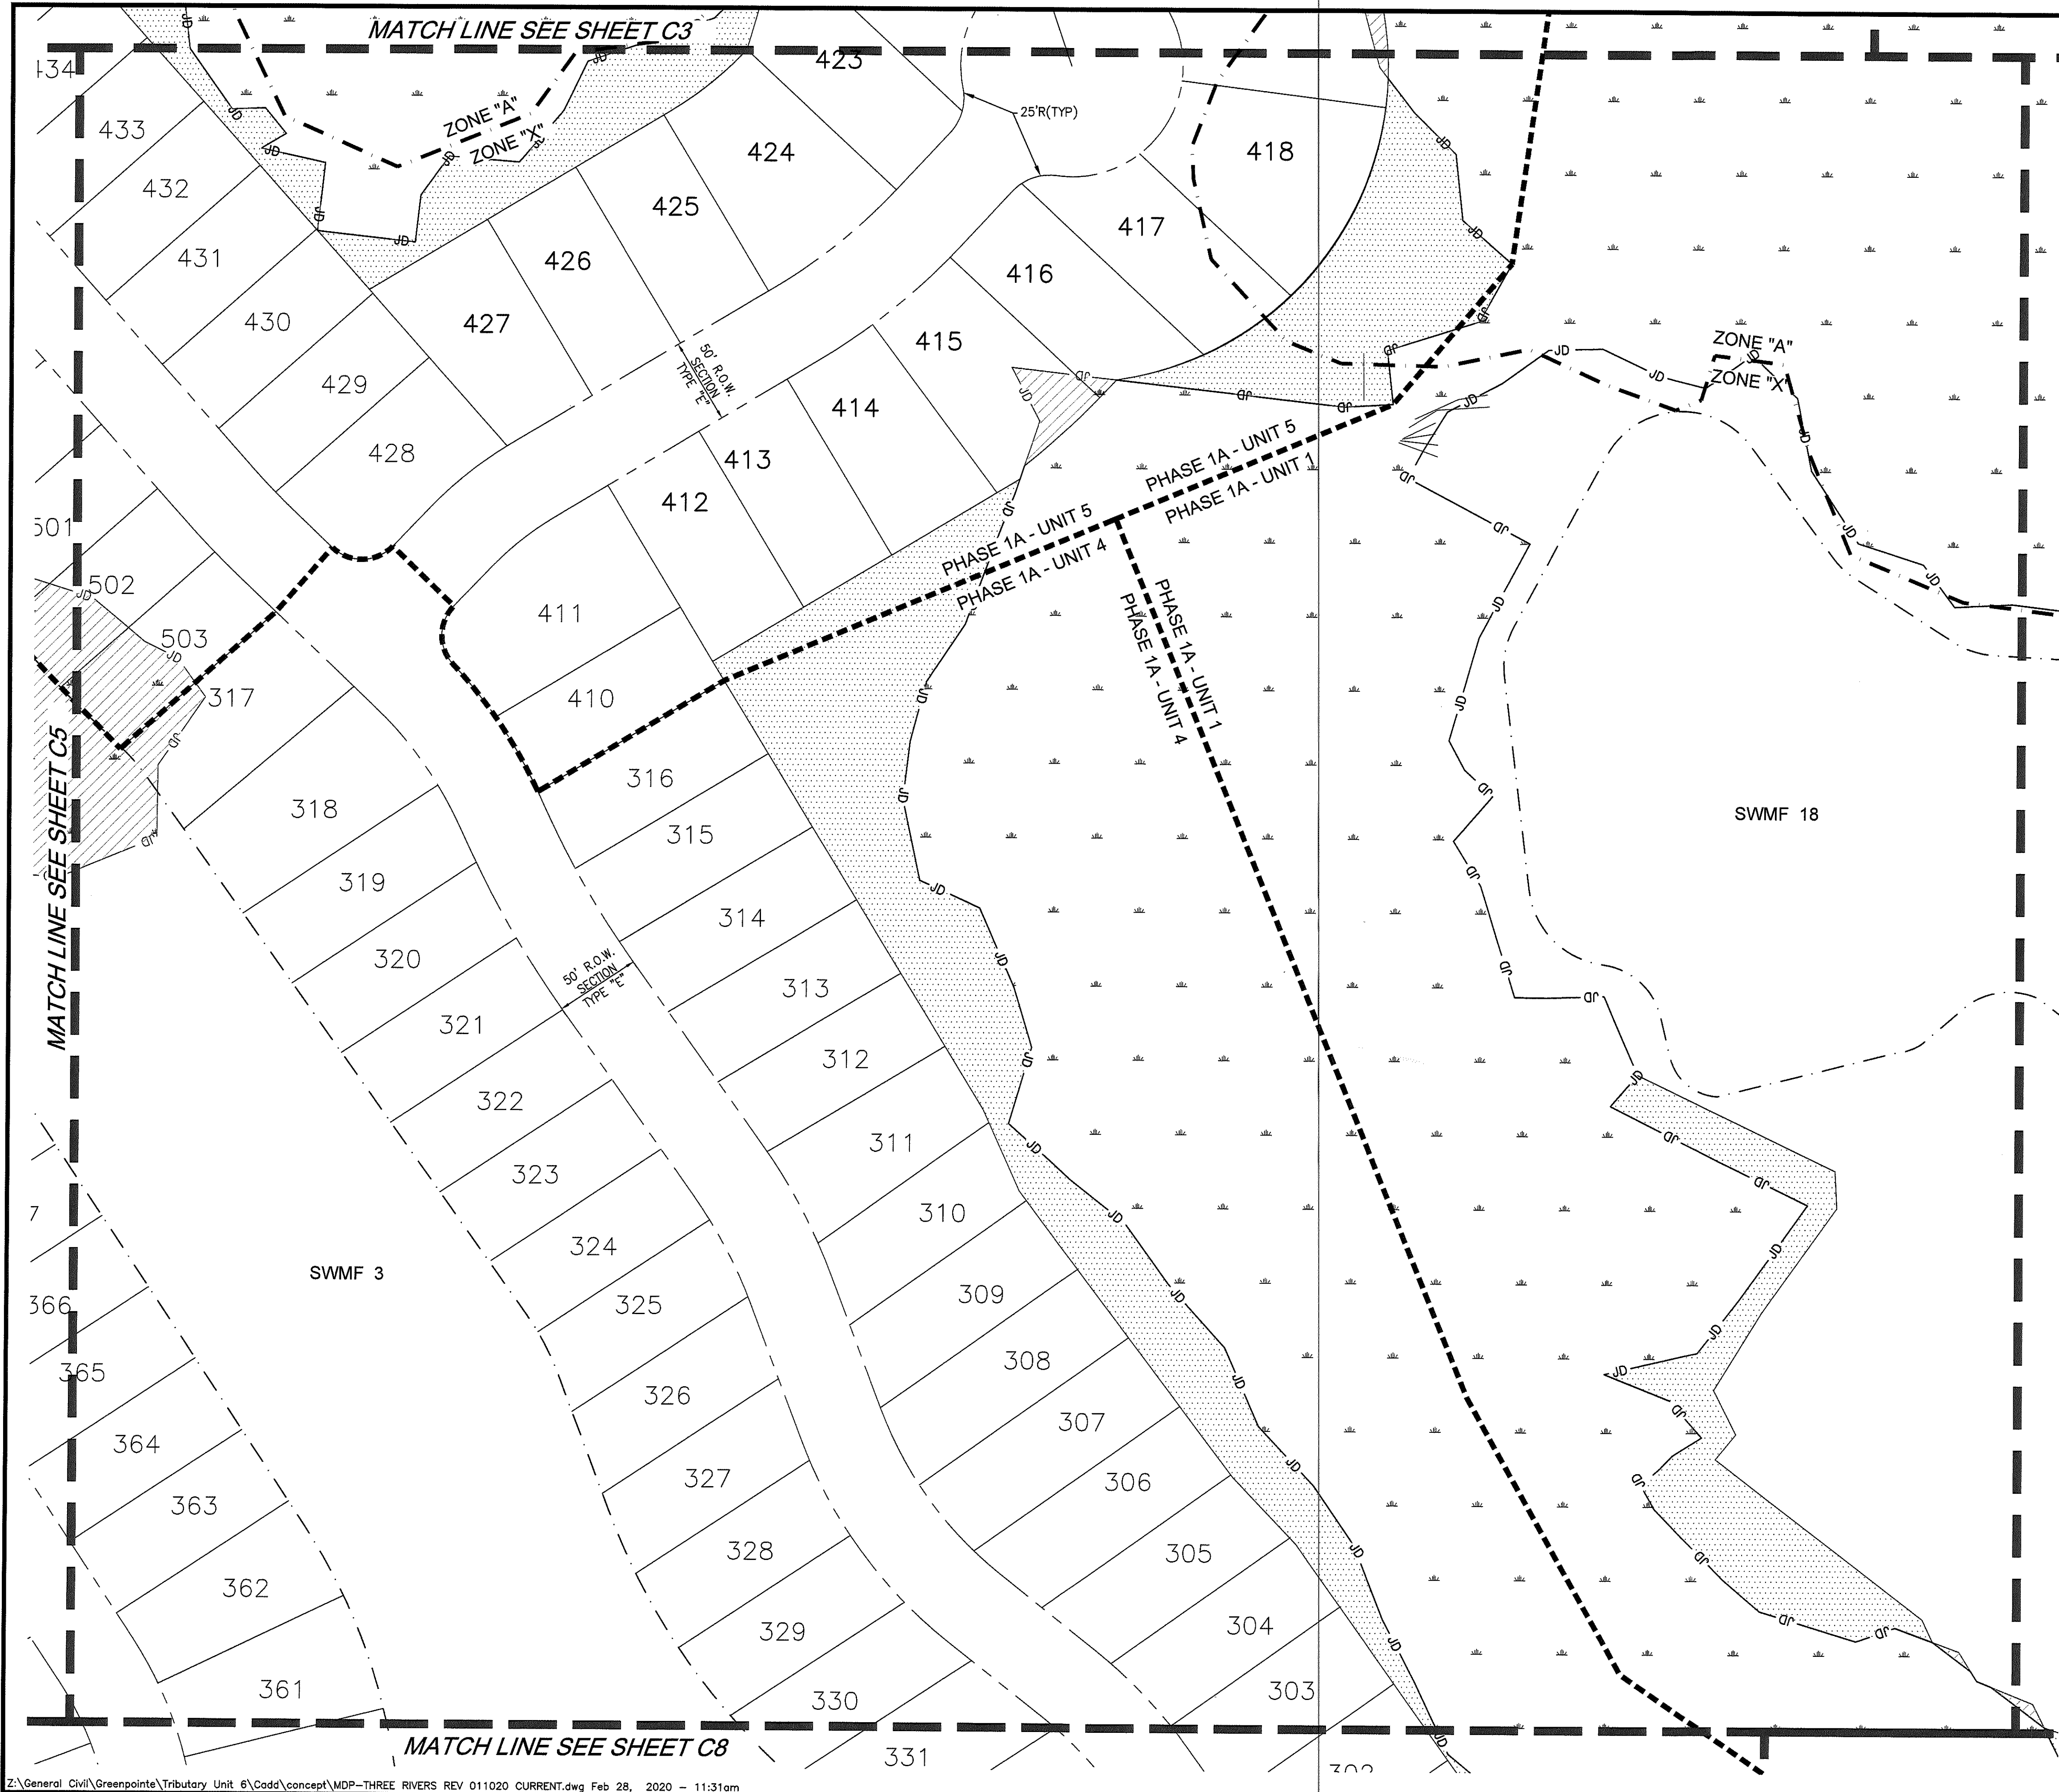 MATCH LINE SEE SHEET C3
434
433
432
431
430
429
428
427
426
425
424
423
25'R(TYP)
418
417
416
415
414
413
412
411
410
ZONE "A"
ZONE "X"
JD
50' R.O.W.
SECTION
TYPE "E"
ZONE "A"
ZONE "X"
PHASE 1A - UNIT 5
PHASE 1A - UNIT 1
PHASE 1A - UNIT 5
PHASE 1A - UNIT 4
PHASE 1A - UNIT 1
PHASE 1A - UNIT 4
501
502
503
317
318
319
320
321
322
323
324
325
326
327
328
329
330
331
316
315
314
313
312
311
310
309
308
307
306
305
304
303
302
50' R.O.W.
SECTION
TYPE "E"
SWMF 18
SWMF 3
MATCH LINE SEE SHEET C5
7
366
365
364
363
362
361
MATCH LINE SEE SHEET C8
Z:\General Civil\Greenpointe\Tributary Unit 6\Cadd\concept\MDP-THREE RIVERS REV 011020 CURRENT.dwg Feb 28, 2020 - 11:31am